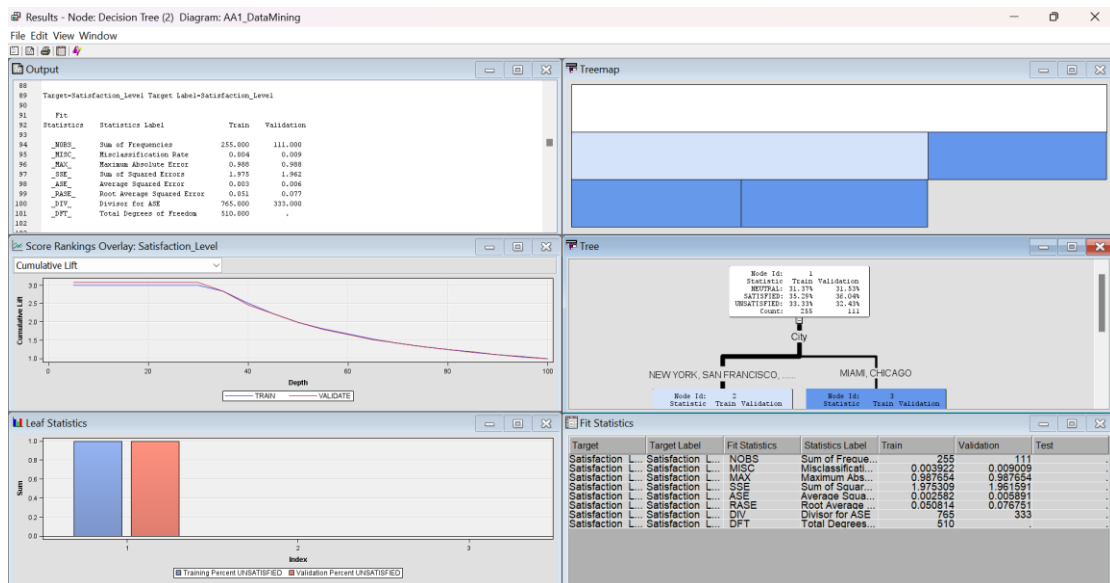 Results - Node: Decision Tree (2) Diagram: AA1_DataMining
File Edit View Window
Output
88
89 Target=Satisfaction_Level Target Label=Satisfaction_Level
90
91 Fit
92 Statistics Statistics Label Train Validation
93
94 _NOBS_ Sum of Frequencies 255.000 111.000
95 _MISC_ Misclassification Rate 0.004 0.009
96 _MAX_ Maximum Absolute Error 0.988 0.988
97 _SSE_ Sum of Squared Errors 1.975 1.962
98 _ASE_ Average Squared Error 0.003 0.006
99 _RASE_ Root Average Squared Error 0.051 0.077
100 _DIV_ Divisor for ASE 765.000 333.000
101 _DFT_ Total Degrees of Freedom 510.000 .
102
Treemap
Score Rankings Overlay: Satisfaction_Level
Cumulative Lift
Cumulative Lift
3.0
2.5
2.0
1.5
1.0
0 20 40 60 80 100
Depth
TRAIN VALIDATE
Tree
Node Id: 1
Statistic Train Validation
NEUTRAL: 31.37% 31.53%
SATISFIED: 35.29% 36.04%
UNSATISFIED: 33.33% 32.43%
Count: 255 111
City
NEW YORK, SAN FRANCISCO, ......
MIAMI, CHICAGO
Node Id: 2
Statistic Train Validation
Node Id: 3
Statistic Train Validation
Leaf Statistics
Sum
1.0
0.8
0.6
0.4
0.2
0.0
1 2 3
Index
Training Percent UNSATISFIED Validation Percent UNSATISFIED
Fit Statistics
Target Target Label Fit Statistics Statistics Label Train Validation Test
Satisfaction L... Satisfaction L... NOBS Sum of Freque... 255 111 .
Satisfaction L... Satisfaction L... MISC Misclassificati... 0.003922 0.009009 .
Satisfaction L... Satisfaction L... MAX Maximum Abs... 0.987654 0.987654 .
Satisfaction L... Satisfaction L... SSE Sum of Squar... 1.975309 1.961591 .
Satisfaction L... Satisfaction L... ASE Average Squa... 0.002582 0.005891 .
Satisfaction L... Satisfaction L... RASE Root Average ... 0.050814 0.076751 .
Satisfaction L... Satisfaction L... DIV Divisor for ASE 765 333 .
Satisfaction L... Satisfaction L... DFT Total Degrees... 510 . .